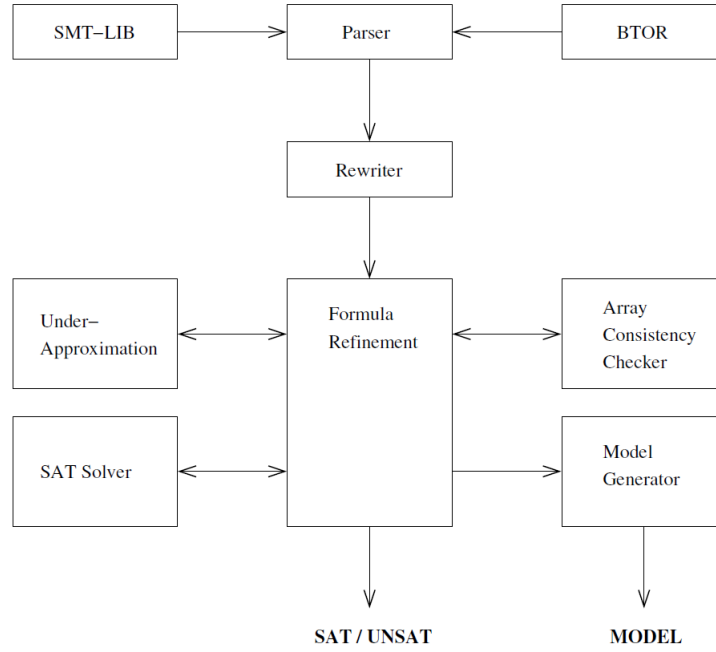 SMT−LIB
Parser
BTOR
Rewriter
Under−
Approximation
Formula
Refinement
Array
Consistency
Checker
SAT Solver
Model
Generator
SAT / UNSAT
MODEL